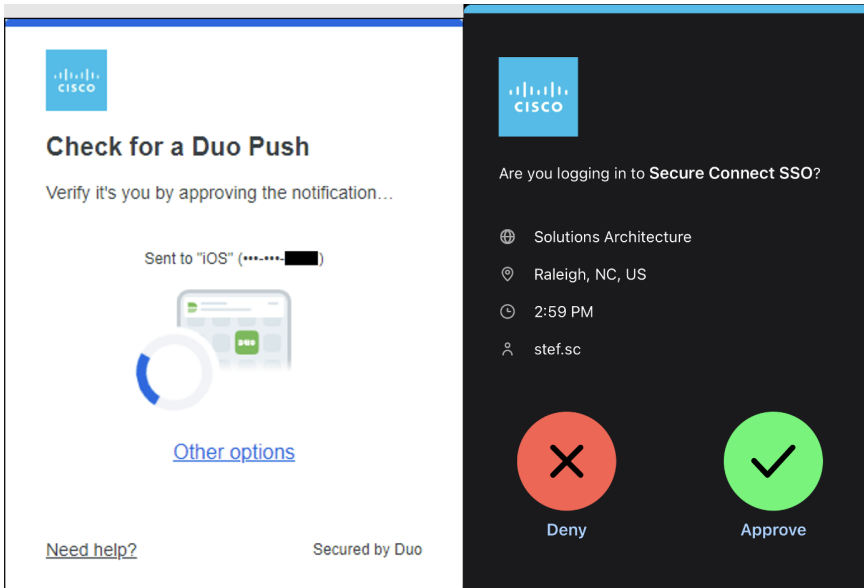 CISCO
Check for a Duo Push
Verify it's you by approving the notification...
Sent to "iOS" (•••-•••-)
DUO
Other options
Need help?
Secured by Duo
CISCO
Are you logging in to Secure Connect SSO?
Solutions Architecture
Raleigh, NC, US
2:59 PM
stef.sc
Deny
Approve